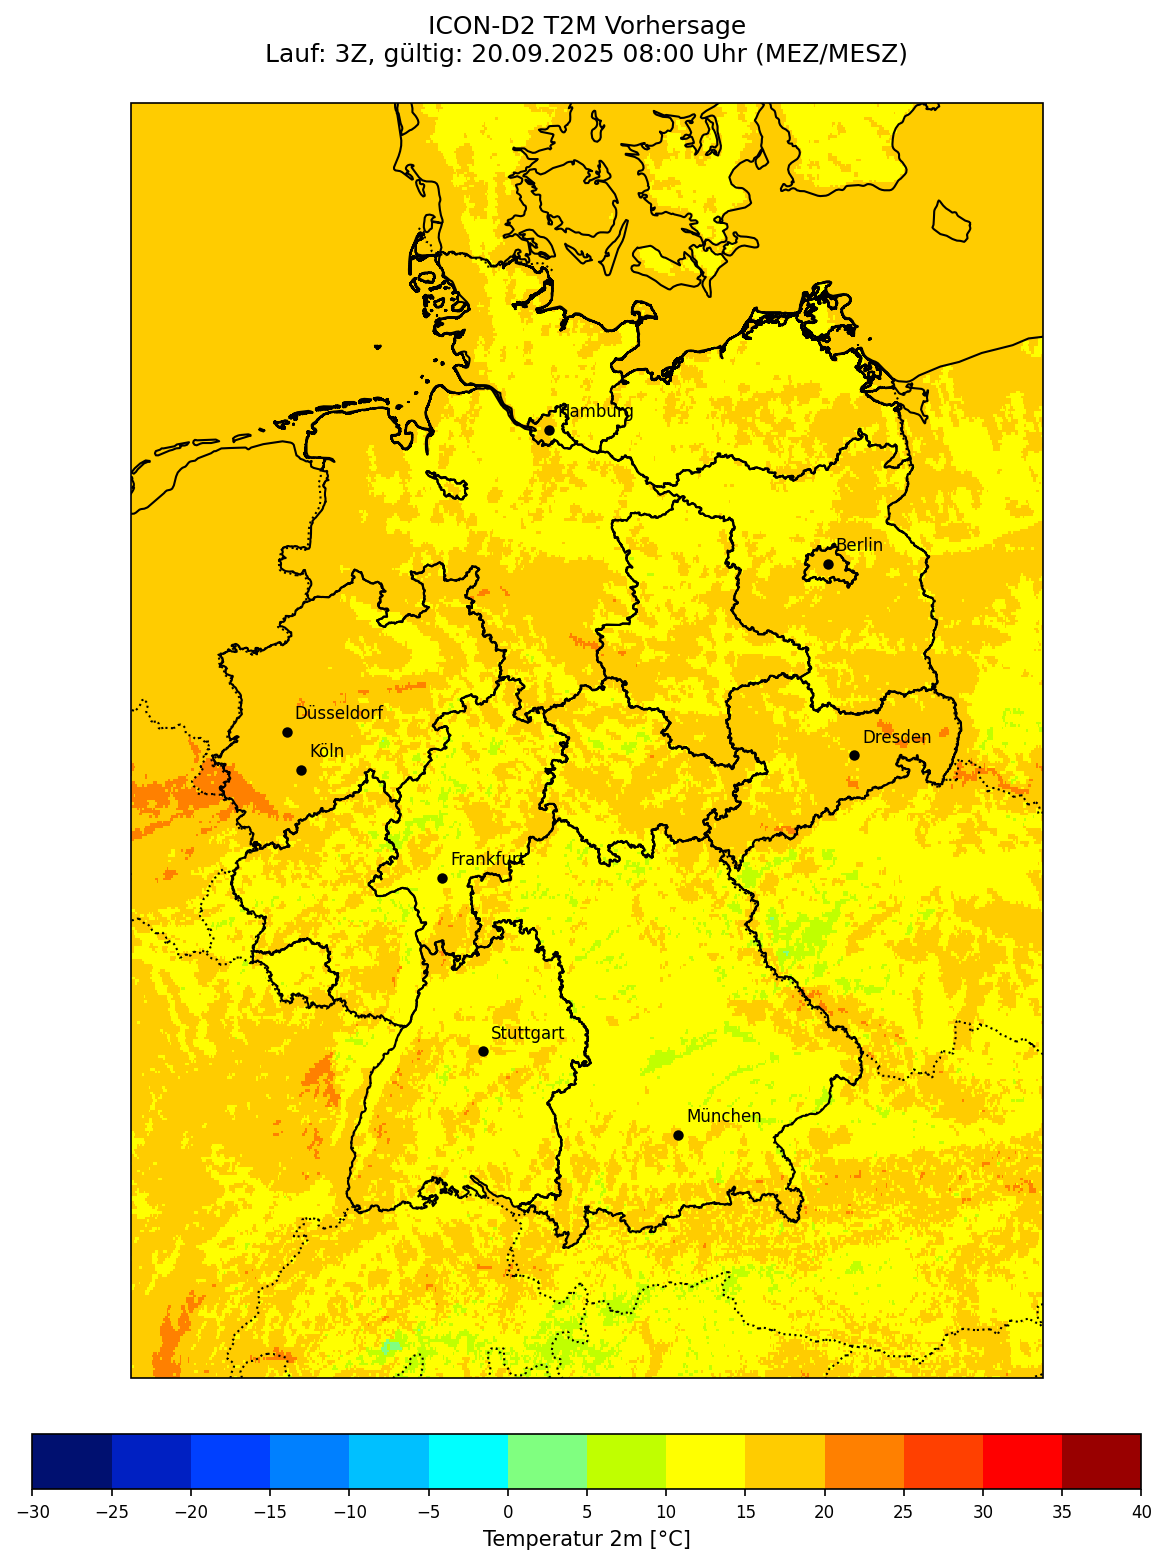 ICON-D2 T2M Vorhersage
Lauf: 3Z, gültig: 20.09.2025 08:00 Uhr (MEZ/MESZ)
Hamburg
Berlin
Düsseldorf
Dresden
Köln
Frankfurt
Stuttgart
München
−30 −25 −20 −15 −10 −5 0 5 10 15 20 25 30 35 40
Temperatur 2m [°C]